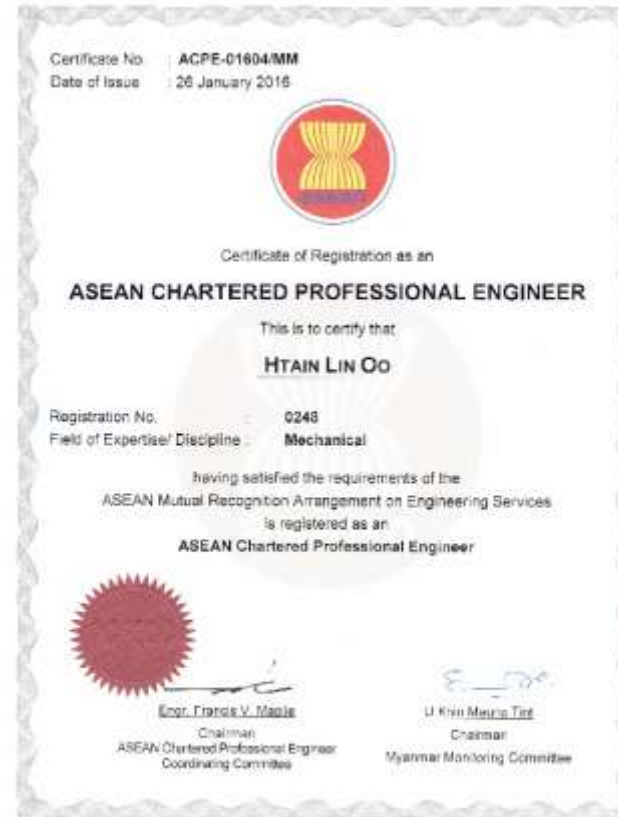 Certificate No : ACPE-01604/MM
Date of Issue : 26 January 2016
Certificate of Registration as an
ASEAN CHARTERED PROFESSIONAL ENGINEER
This is to certify that
HTAIN LIN OO
Registration No. : 0248
Field of Expertise/ Discipline : Mechanical
having satisfied the requirements of the
ASEAN Mutual Recognition Arrangement on Engineering Services
is registered as an
ASEAN Chartered Professional Engineer
Engr. Francis V.
Chairman
ASEAN Chartered Professional Engineer
Coordinating Committee
U Khin Maung Tint
Chairman
Myanmar Monitoring Committee